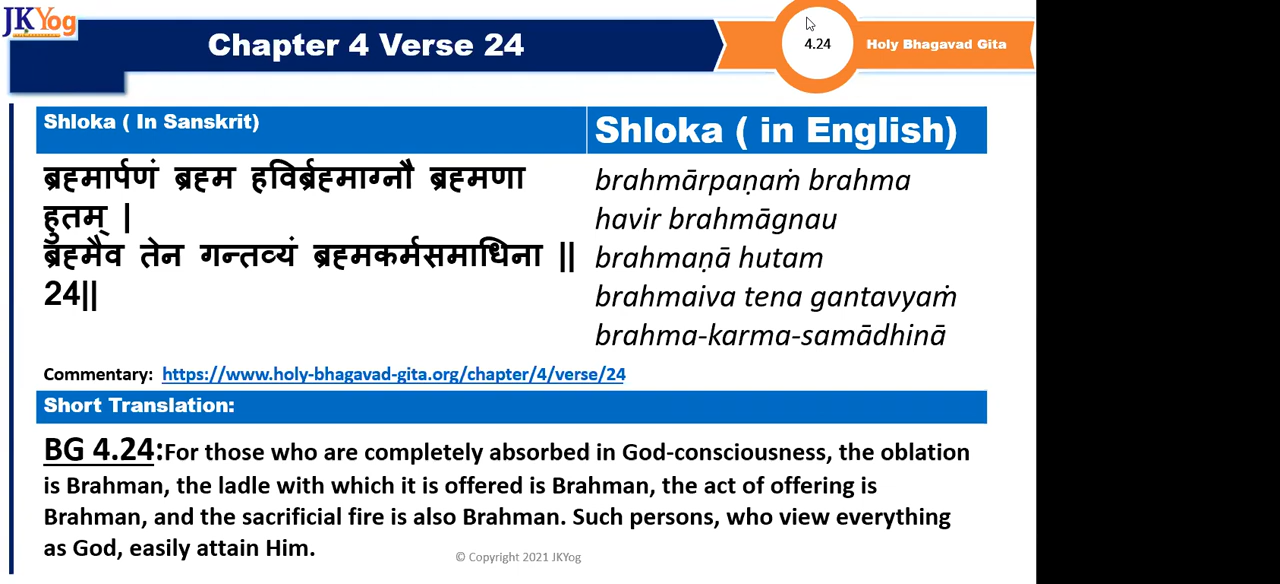 JKYog
Chapter 4 Verse 24
4.24
Holy Bhagavad Gita
Shloka ( In Sanskrit)
ब्रह्मार्पणं ब्रह्म हविर्ब्रह्माग्नौ ब्रह्मणा
हुतम् |
ब्रह्मैव तेन गन्तव्यं ब्रह्मकर्मसमाधिना ||
24||
Shloka ( in English)
brahmārpaṇaṁ brahma
havir brahmāgnau
brahmaṇā hutam
brahmaiva tena gantavyaṁ
brahma-karma-samādhinā
Commentary: https://www.holy-bhagavad-gita.org/chapter/4/verse/24
Short Translation:
BG 4.24:For those who are completely absorbed in God-consciousness, the oblation
is Brahman, the ladle with which it is offered is Brahman, the act of offering is
Brahman, and the sacrificial fire is also Brahman. Such persons, who view everything
as God, easily attain Him.
© Copyright 2021 JKYog